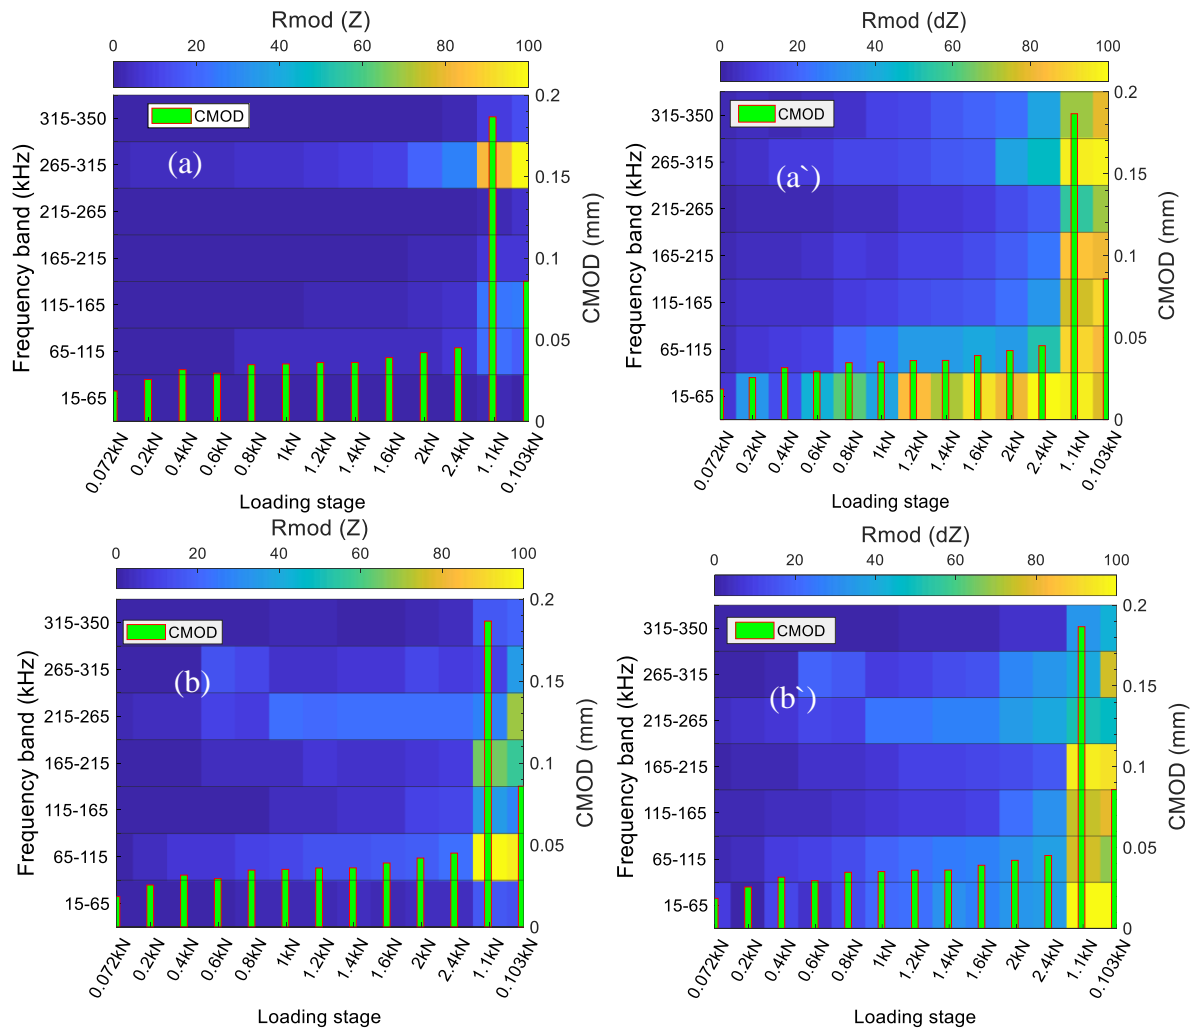 Rmod (Z)
0 20 40 60 80 100
CMOD
(a)
Frequency band (kHz)
315-350
265-315
215-265
165-215
115-165
65-115
15-65
0.2
0.15
0.1
0.05
0
CMOD (mm)
0.072kN 0.2kN 0.4kN 0.6kN 0.8kN 1kN 1.2kN 1.4kN 1.6kN 2kN 2.4kN 1.1kN 0.103kN
Loading stage
Rmod (dZ)
0 20 40 60 80 100
CMOD
(a`)
Frequency band (kHz)
315-350
265-315
215-265
165-215
115-165
65-115
15-65
0.2
0.15
0.1
0.05
0
CMOD (mm)
0.072kN 0.2kN 0.4kN 0.6kN 0.8kN 1kN 1.2kN 1.4kN 1.6kN 2kN 2.4kN 1.1kN 0.103kN
Loading stage
Rmod (Z)
0 20 40 60 80 100
CMOD
(b)
Frequency band (kHz)
315-350
265-315
215-265
165-215
115-165
65-115
15-65
0.2
0.15
0.1
0.05
0
CMOD (mm)
0.072kN 0.2kN 0.4kN 0.6kN 0.8kN 1kN 1.2kN 1.4kN 1.6kN 2kN 2.4kN 1.1kN 0.103kN
Loading stage
Rmod (dZ)
0 20 40 60 80 100
CMOD
(b`)
Frequency band (kHz)
315-350
265-315
215-265
165-215
115-165
65-115
15-65
0.2
0.15
0.1
0.05
0
CMOD (mm)
0.072kN 0.2kN 0.4kN 0.6kN 0.8kN 1kN 1.2kN 1.4kN 1.6kN 2kN 2.4kN 1.1kN 0.103kN
Loading stage